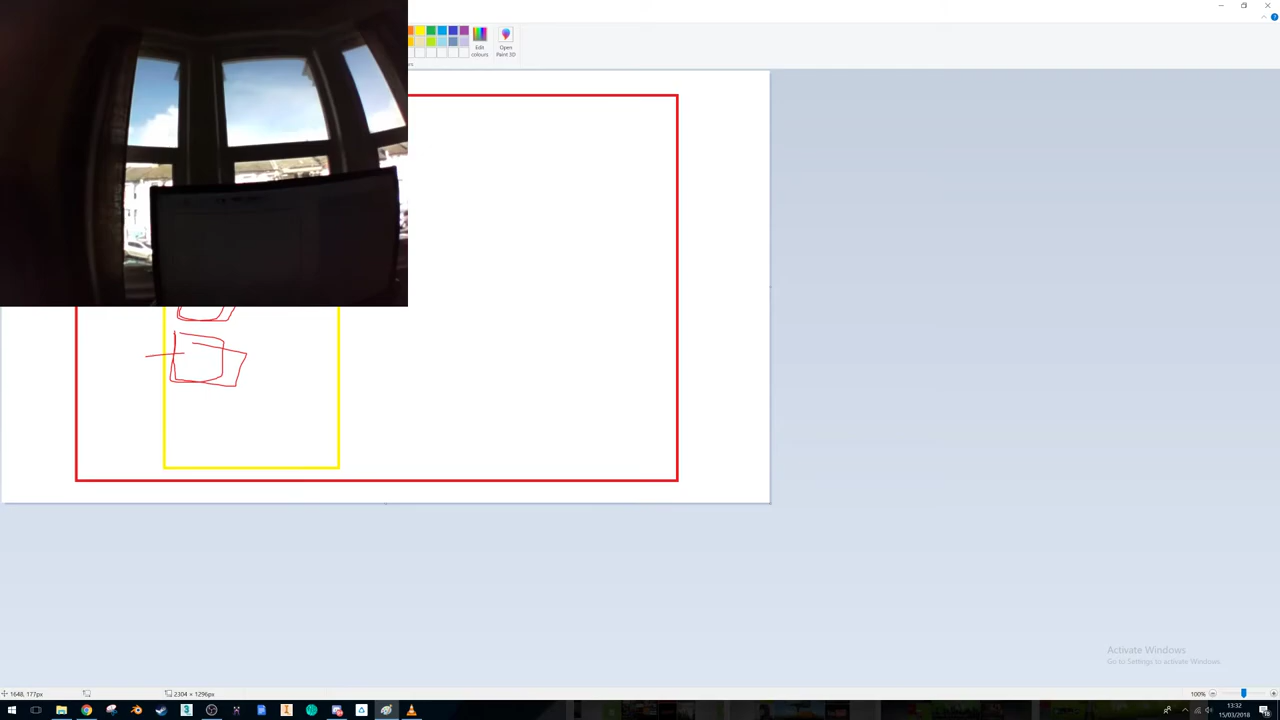 Edit
colours
Open
Paint 3D
Activate Windows
Go to Settings to activate Windows.
1648, 177px
2304 × 1296px
100%
13:32
15/03/2018